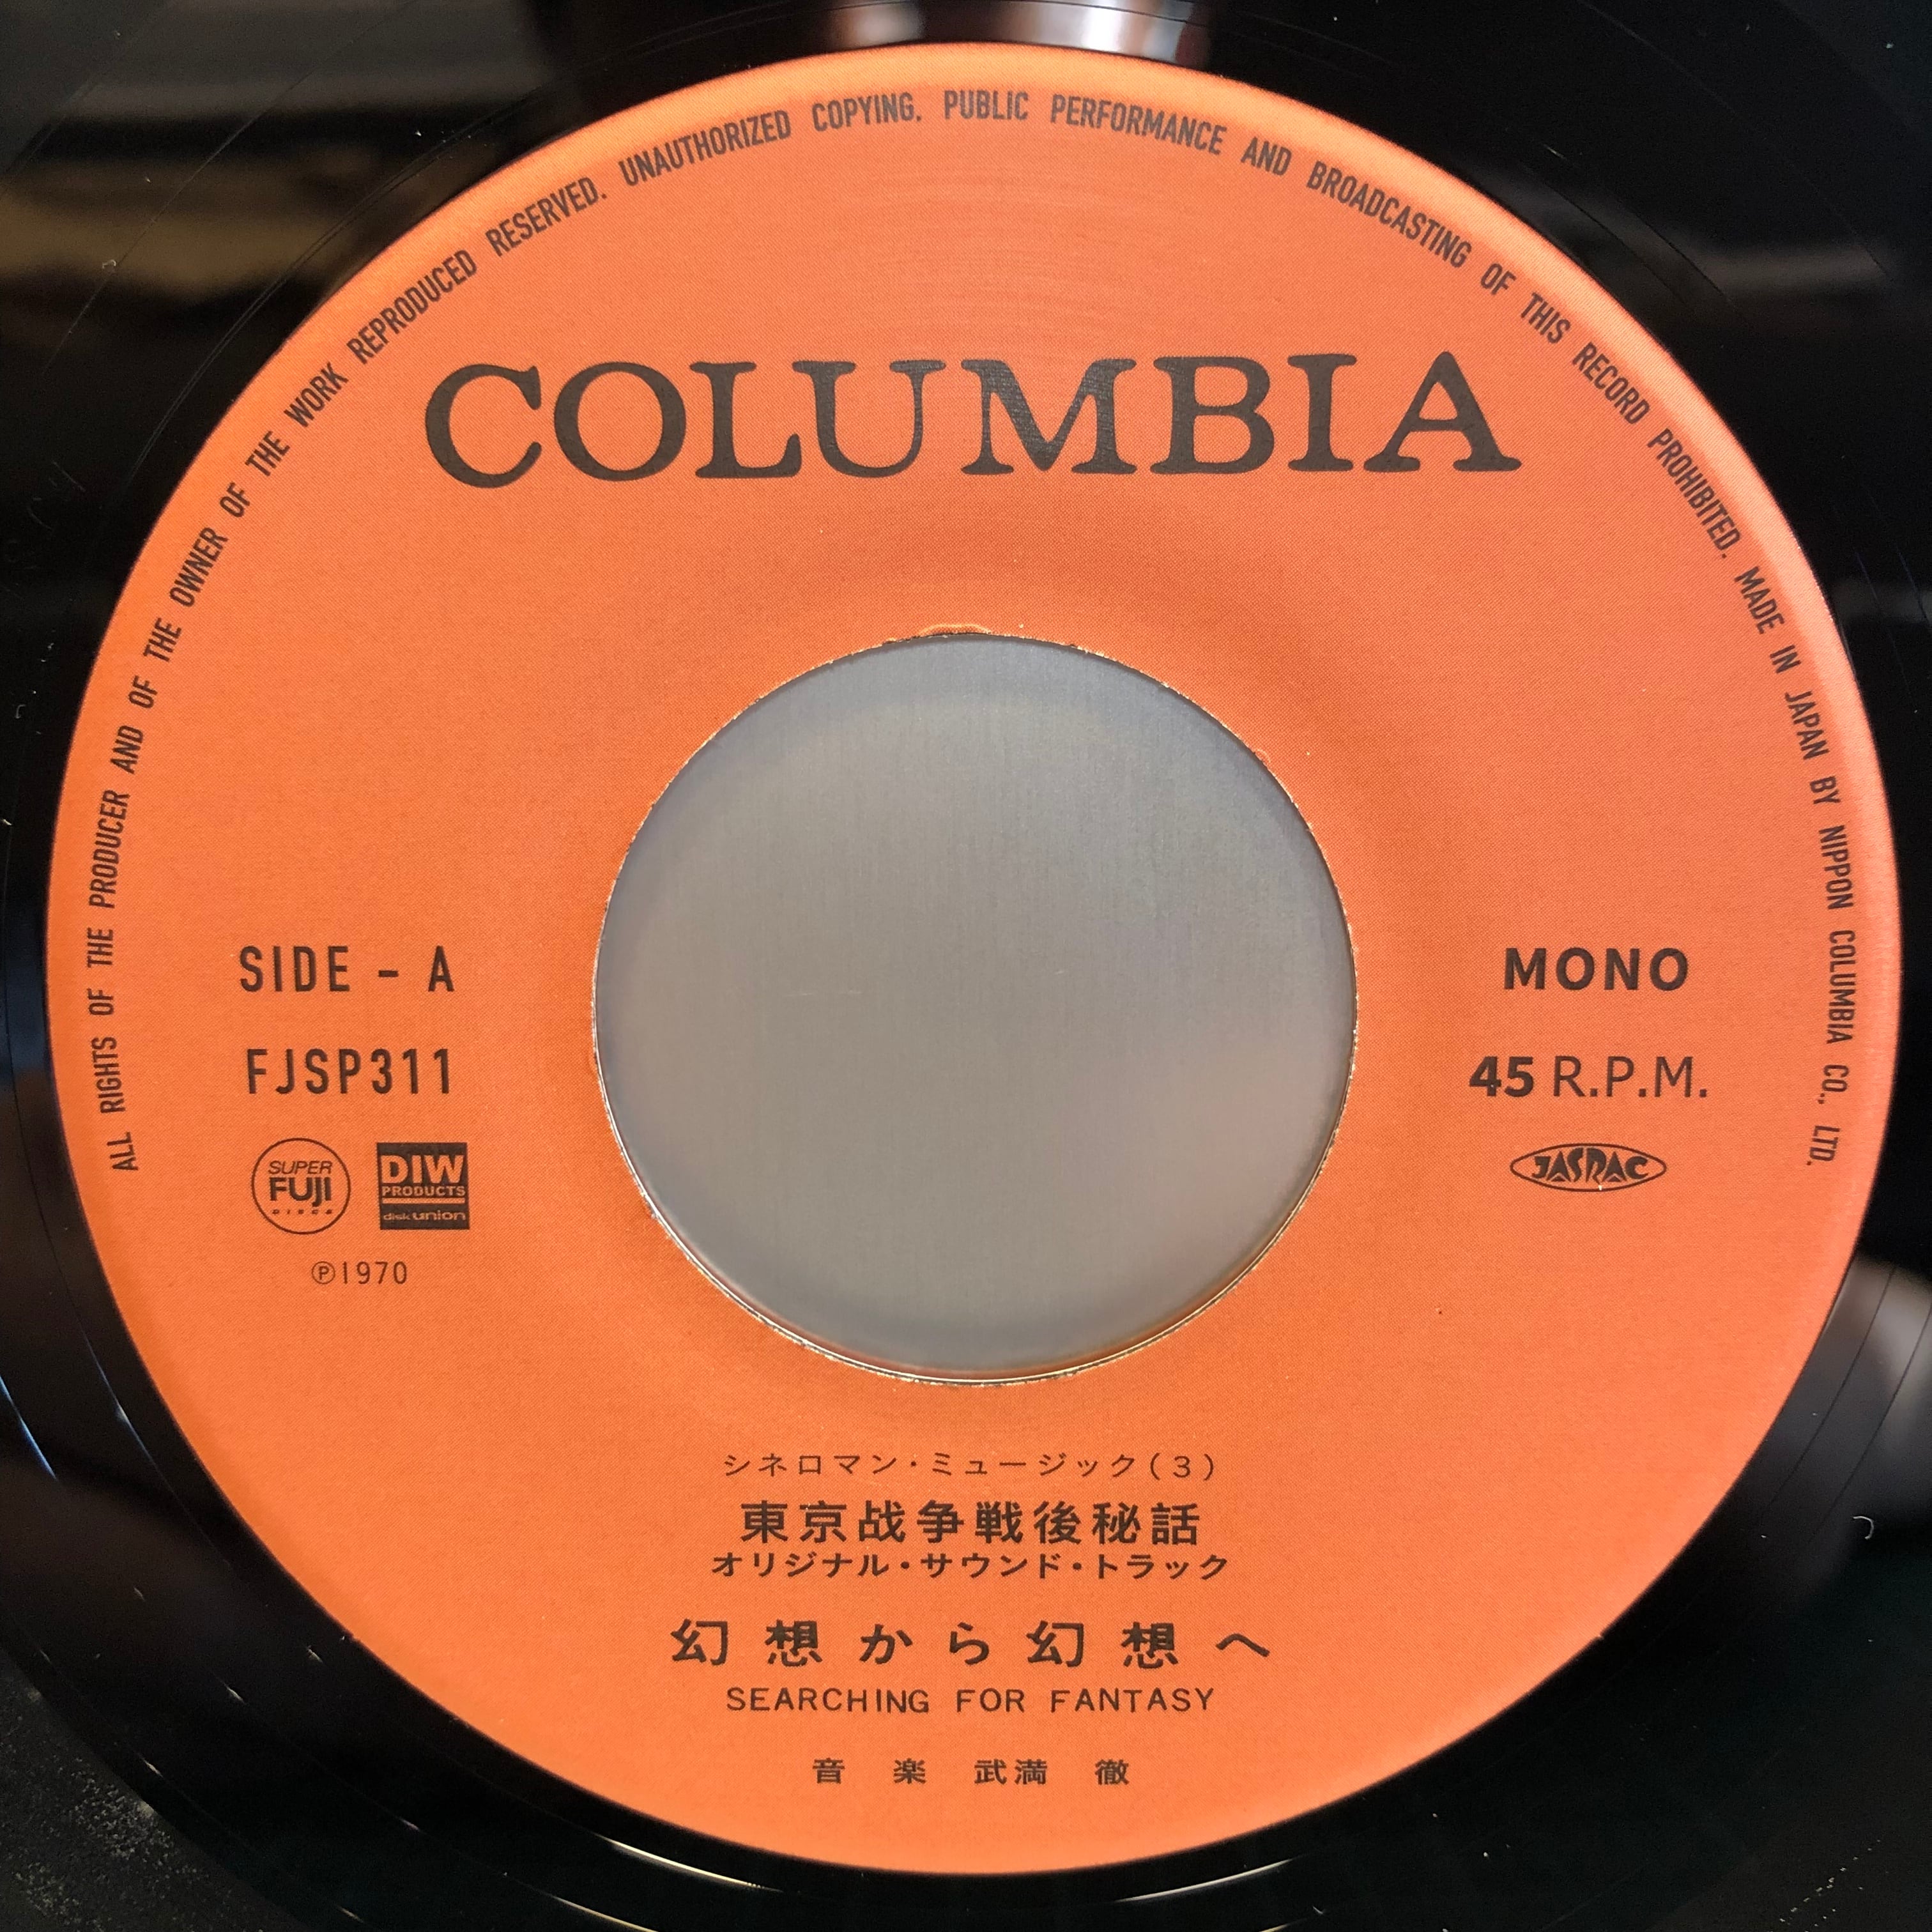 ALL RIGHTS OF THE PRODUCER AND OF THE OWNER OF THE WORK REPRODUCED RESERVED. UNAUTHORIZED COPYING, PUBLIC PERFORMANCE AND BROADCASTING OF THIS RECORD PROHIBITED. MADE IN JAPAN BY NIPPON COLUMBIA CO., LTD.
COLUMBIA
SIDE - A
FJSP311
SUPER
FUJI
DISCS
DIW
PRODUCTS
disk union
Ⓟ1970
MONO
45 R.P.M.
JASRAC
シネロマン・ミュージック(3)
東京战争戦後秘話
オリジナル・サウンド・トラック
幻想から幻想へ
SEARCHING FOR FANTASY
音楽 武満 徹